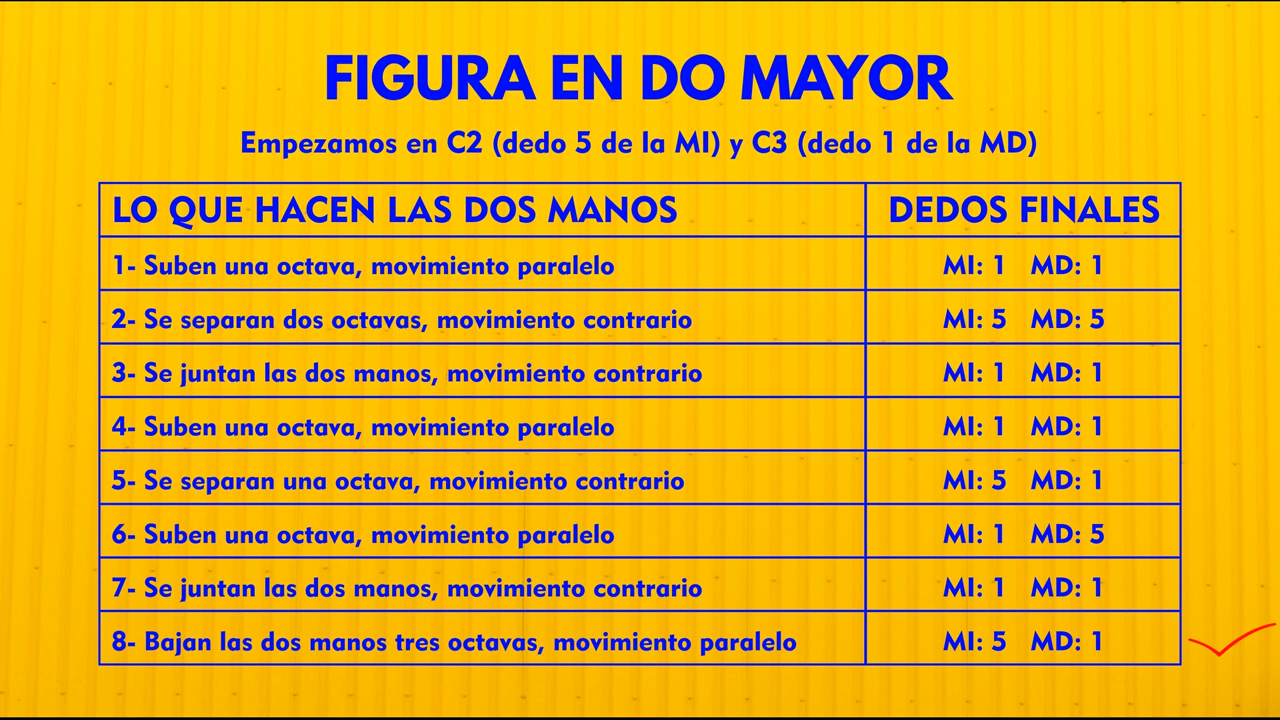 FIGURA EN DO MAYOR
Empezamos en C2 (dedo 5 de la MI) y C3 (dedo 1 de la MD)
LO QUE HACEN LAS DOS MANOS DEDOS FINALES
1- Suben una octava, movimiento paralelo MI: 1 MD: 1
2- Se separan dos octavas, movimiento contrario MI: 5 MD: 5
3- Se juntan las dos manos, movimiento contrario MI: 1 MD: 1
4- Suben una octava, movimiento paralelo MI: 1 MD: 1
5- Se separan una octava, movimiento contrario MI: 5 MD: 1
6- Suben una octava, movimiento paralelo MI: 1 MD: 5
7- Se juntan las dos manos, movimiento contrario MI: 1 MD: 1
8- Bajan las dos manos tres octavas, movimiento paralelo MI: 5 MD: 1